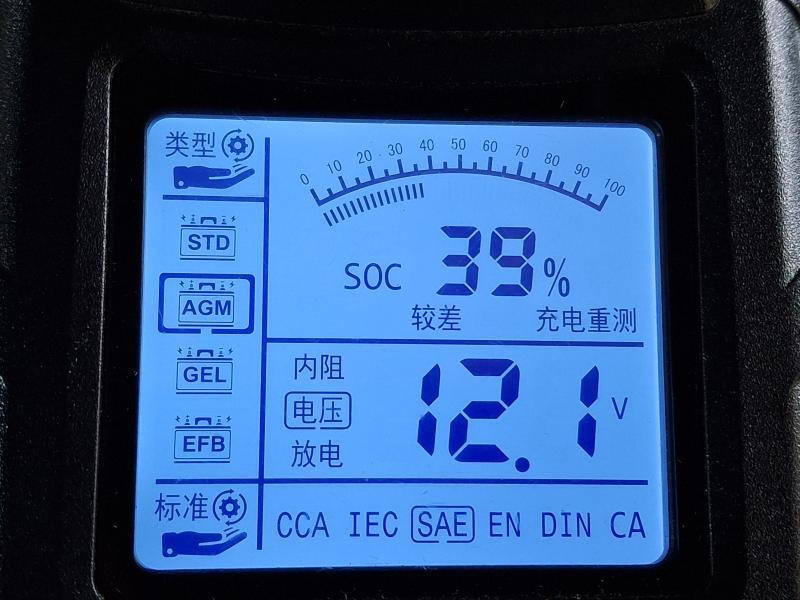 类型
0 10 20 30 40 50 60 70 80 90 100
STD
AGM
GEL
EFB
SOC 39%
较差 充电重测
内阻
电压
放电
12.1 V
标准
CCA IEC SAE EN DIN CA